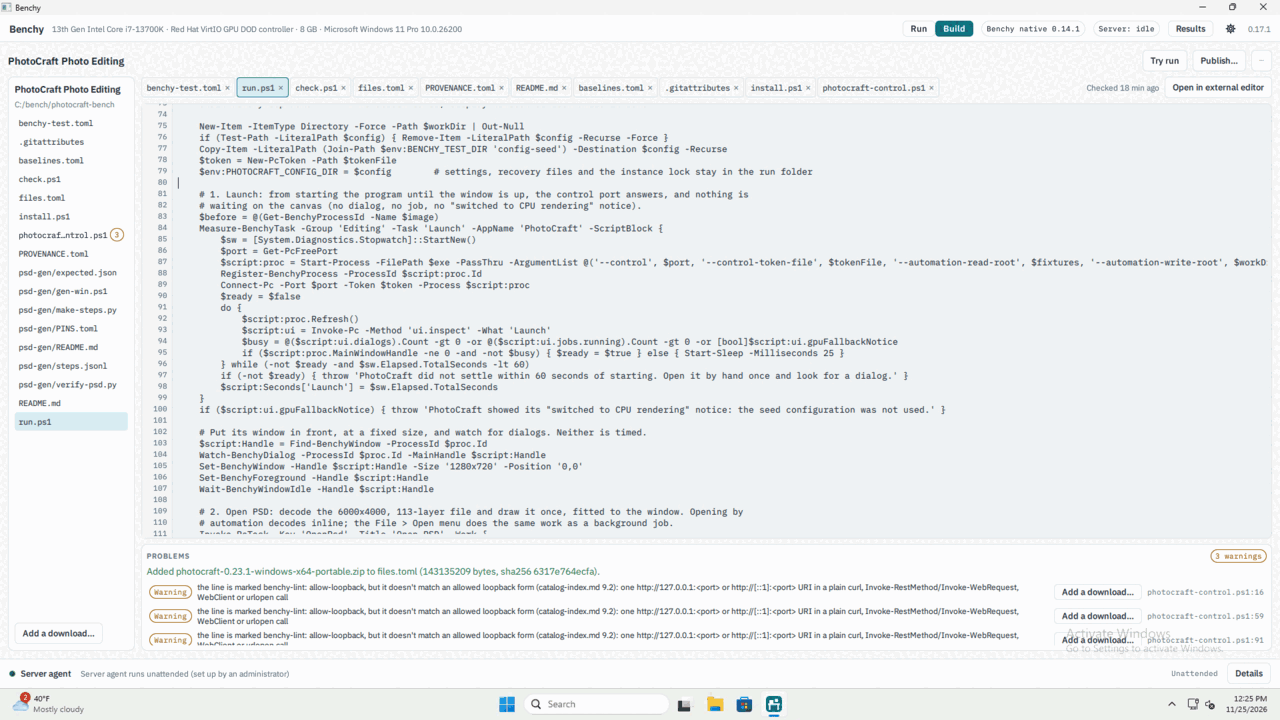 Benchy
Benchy 13th Gen Intel Core i7-13700K · Red Hat VirtIO GPU DOD controller · 8 GB · Microsoft Windows 11 Pro 10.0.26200 Run Build Benchy native 0.14.1 Server: idle Results 0.17.1
PhotoCraft Photo Editing Try run Publish...
PhotoCraft Photo Editing
C:/bench/photocraft-bench
benchy-test.toml
.gitattributes
baselines.toml
check.ps1
files.toml
install.ps1
photocraf…ntrol.ps1 3
PROVENANCE.toml
psd-gen/expected.json
psd-gen/gen-win.ps1
psd-gen/make-steps.py
psd-gen/PINS.toml
psd-gen/README.md
psd-gen/steps.jsonl
psd-gen/verify-psd.py
README.md
run.ps1
Add a download...
benchy-test.toml × run.ps1 × check.ps1 × files.toml × PROVENANCE.toml × README.md × baselines.toml × .gitattributes × install.ps1 × photocraft-control.ps1 × Checked 18 min ago Open in external editor
74
75 New-Item -ItemType Directory -Force -Path $workDir | Out-Null
76 if (Test-Path -LiteralPath $config) { Remove-Item -LiteralPath $config -Recurse -Force }
77 Copy-Item -LiteralPath (Join-Path $env:BENCHY_TEST_DIR 'config-seed') -Destination $config -Recurse
78 $token = New-PcToken -Path $tokenFile
79 $env:PHOTOCRAFT_CONFIG_DIR = $config # settings, recovery files and the instance lock stay in the run folder
80
81 # 1. Launch: from starting the program until the window is up, the control port answers, and nothing is
82 # waiting on the canvas (no dialog, no job, no "switched to CPU rendering" notice).
83 $before = @(Get-BenchyProcessId -Name $image)
84 Measure-BenchyTask -Group 'Editing' -Task 'Launch' -AppName 'PhotoCraft' -ScriptBlock {
85 $sw = [System.Diagnostics.Stopwatch]::StartNew()
86 $port = Get-PcFreePort
87 $script:proc = Start-Process -FilePath $exe -PassThru -ArgumentList @('--control', $port, '--control-token-file', $tokenFile, '--automation-read-root', $fixtures, '--automation-write-root', $workD
88 Register-BenchyProcess -ProcessId $script:proc.Id
89 Connect-Pc -Port $port -Token $token -Process $script:proc
90 $ready = $false
91 do {
92 $script:proc.Refresh()
93 $script:ui = Invoke-Pc -Method 'ui.inspect' -What 'Launch'
94 $busy = @($script:ui.dialogs).Count -gt 0 -or @($script:ui.jobs.running).Count -gt 0 -or [bool]$script:ui.gpuFallbackNotice
95 if ($script:proc.MainWindowHandle -ne 0 -and -not $busy) { $ready = $true } else { Start-Sleep -Milliseconds 25 }
96 } while (-not $ready -and $sw.Elapsed.TotalSeconds -lt 60)
97 if (-not $ready) { throw 'PhotoCraft did not settle within 60 seconds of starting. Open it by hand once and look for a dialog.' }
98 $script:Seconds['Launch'] = $sw.Elapsed.TotalSeconds
99 }
100 if ($script:ui.gpuFallbackNotice) { throw 'PhotoCraft showed its "switched to CPU rendering" notice: the seed configuration was not used.' }
101
102 # Put its window in front, at a fixed size, and watch for dialogs. Neither is timed.
103 $script:Handle = Find-BenchyWindow -ProcessId $proc.Id
104 Watch-BenchyDialog -ProcessId $proc.Id -MainHandle $script:Handle
105 Set-BenchyWindow -Handle $script:Handle -Size '1280x720' -Position '0,0'
106 Set-BenchyForeground -Handle $script:Handle
107 Wait-BenchyWindowIdle -Handle $script:Handle
108
109 # 2. Open PSD: decode the 6000x4000, 113-layer file and draw it once, fitted to the window. Opening by
110 # automation decodes inline; the File > Open menu does the same work as a background job.
111
PROBLEMS 3 warnings
Added photocraft-0.23.1-windows-x64-portable.zip to files.toml (143135209 bytes, sha256 6317e764ecfa).
Warning the line is marked benchy-lint: allow-loopback, but it doesn't match an allowed loopback form (catalog-index.md 9.2): one http://127.0.0.1:<port> or http://[::1]:<port> URI in a plain curl, Invoke-RestMethod/Invoke-WebRequest, WebClient or urlopen call Add a download... photocraft-control.ps1:16
Warning the line is marked benchy-lint: allow-loopback, but it doesn't match an allowed loopback form (catalog-index.md 9.2): one http://127.0.0.1:<port> or http://[::1]:<port> URI in a plain curl, Invoke-RestMethod/Invoke-WebRequest, WebClient or urlopen call Add a download... photocraft-control.ps1:59
Warning the line is marked benchy-lint: allow-loopback, but it doesn't match an allowed loopback form (catalog-index.md 9.2): one http://127.0.0.1:<port> or http://[::1]:<port> URI in a plain curl, Invoke-RestMethod/Invoke-WebRequest, WebClient or urlopen call Add a download... photocraft-control.ps1:91
Activate Windows
Go to Settings to activate Windows.
Server agent Server agent runs unattended (set up by an administrator) Unattended Details
2 40°F
Mostly cloudy
Search
12:25 PM
11/25/2026